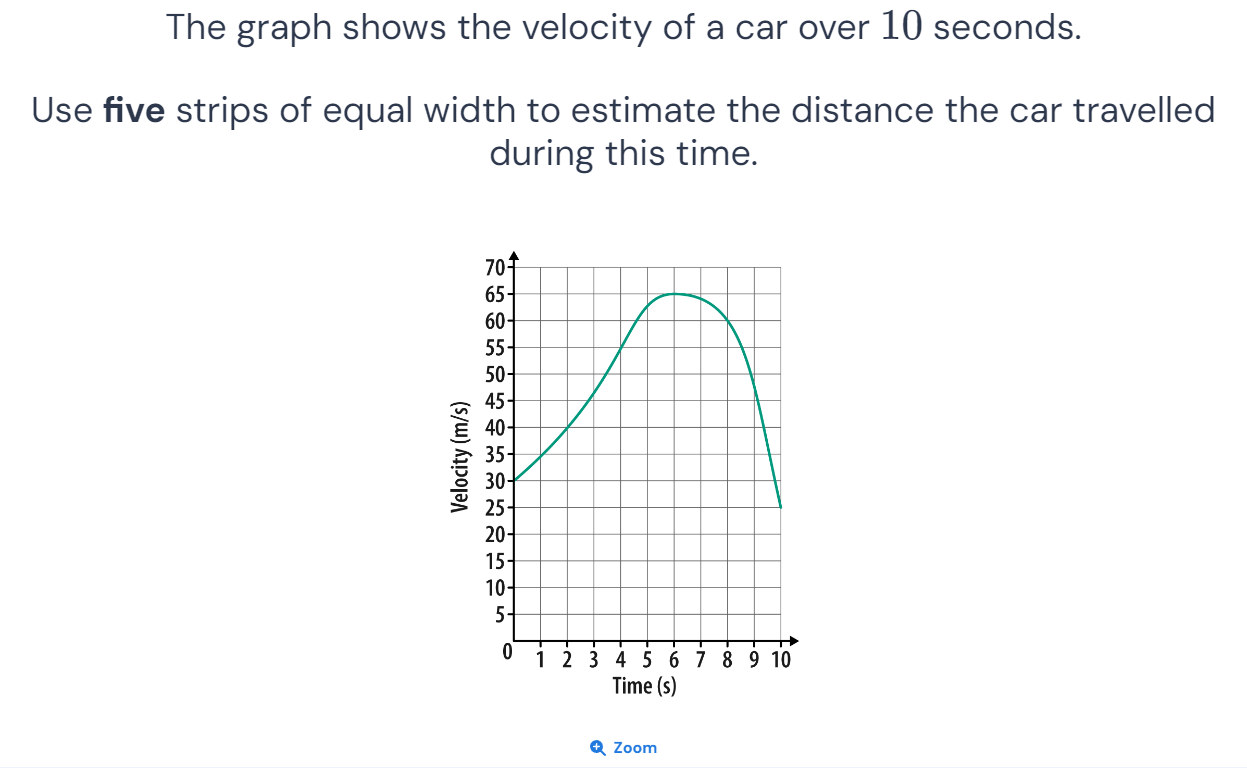 The graph shows the velocity of a car over 10 seconds.
Use five strips of equal width to estimate the distance the car travelled
during this time.
70
65
60
55
50
45
40
35
30
25
20
15
10
5
0
Velocity (m/s)
1 2 3 4 5 6 7 8 9 10
Time (s)
Zoom